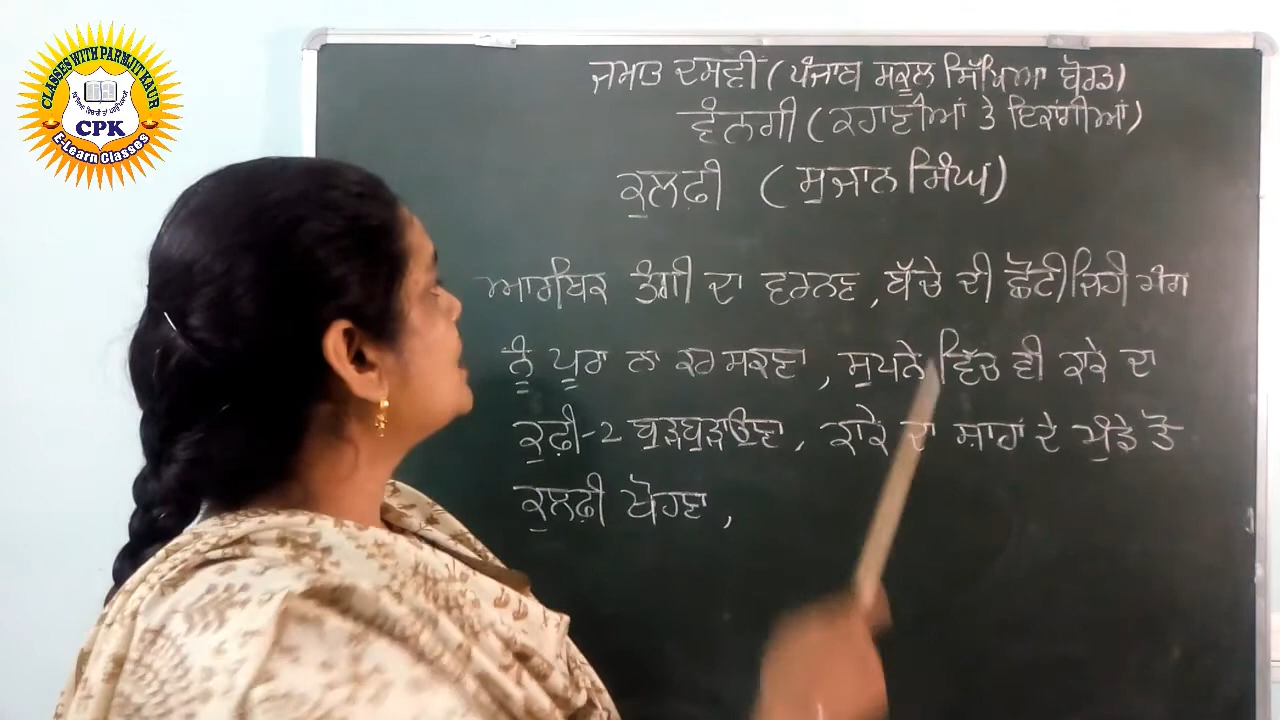 CLASSES WITH PARMJIT KAUR
CPK
E-Learn Classes
ਜਮਾਤ ਦਸਵੀਂ (ਪੰਜਾਬ ਸਕੂਲ ਸਿੱਖਿਆ ਬੋਰਡ)
ਵੰਨਗੀ (ਕਹਾਣੀਆਂ ਤੇ ਇਕਾਂਗੀਆਂ)
ਕੁਲਫ਼ੀ (ਸੁਜਾਨ ਸਿੰਘ)
ਆਰਥਿਕ ਤੰਗੀ ਦਾ ਵਰਨਣ, ਬੱਚੇ ਦੀ ਛੋਟੀ ਜਿਹੀ ਮੰਗ
ਨੂੰ ਪੂਰਾ ਨਾ ਕਰ ਸਕਣਾ, ਸੁਪਨੇ ਵਿੱਚ ਵੀ ਕਾਕੇ ਦਾ
ਕੁਫ਼ੀ-2 ਬੁੜਬੁੜਾਉਣਾ, ਕਾਕੇ ਦਾ ਸ਼ਾਹਾਂ ਦੇ ਮੁੰਡੇ ਤੋਂ
ਕੁਲਫ਼ੀ ਖੋਹਣਾ,